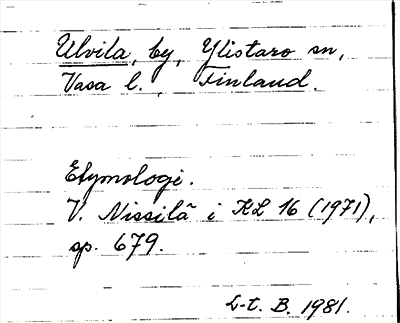 Ulvila, by, Ylistaro sn,
Vasa l., Finland.
Etymologi.
V. Nissilä i KL 16 (1971),
sp. 679.
L-t. B. 1981.